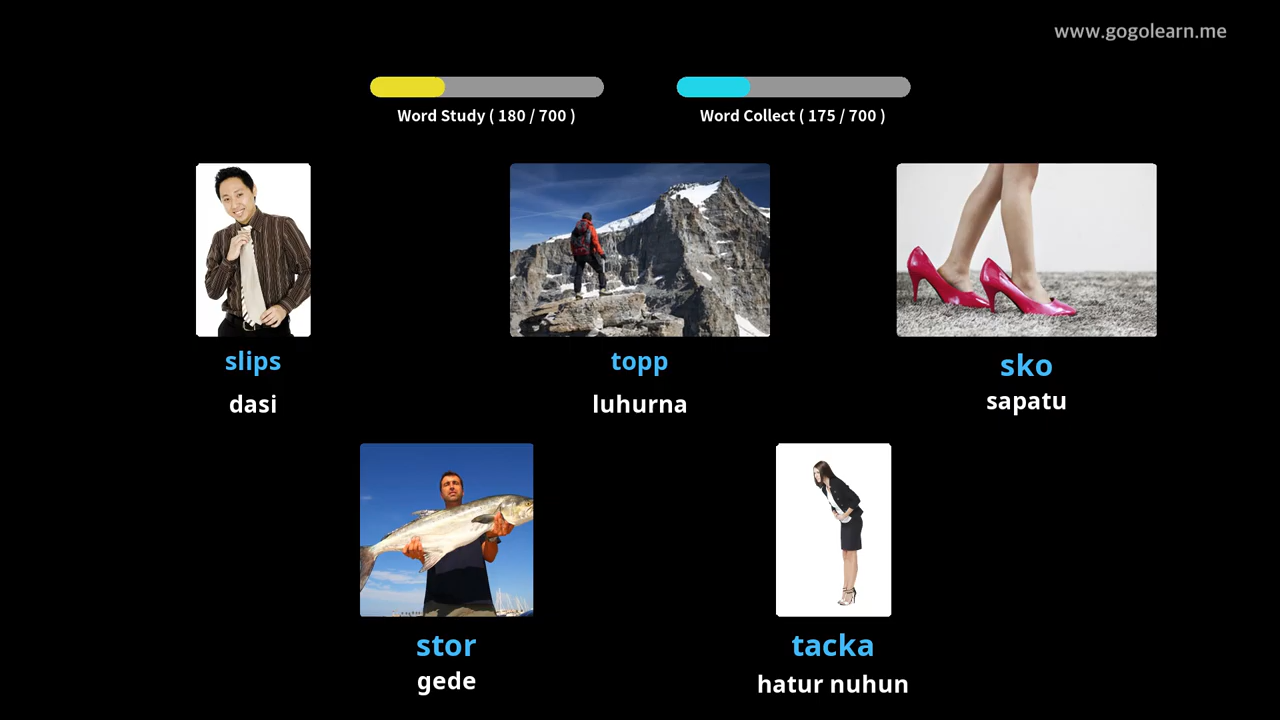 www.gogolearn.me
Word Study ( 180 / 700 )
Word Collect ( 175 / 700 )
slips
dasi
topp
luhurna
sko
sapatu
stor
gede
tacka
hatur nuhun